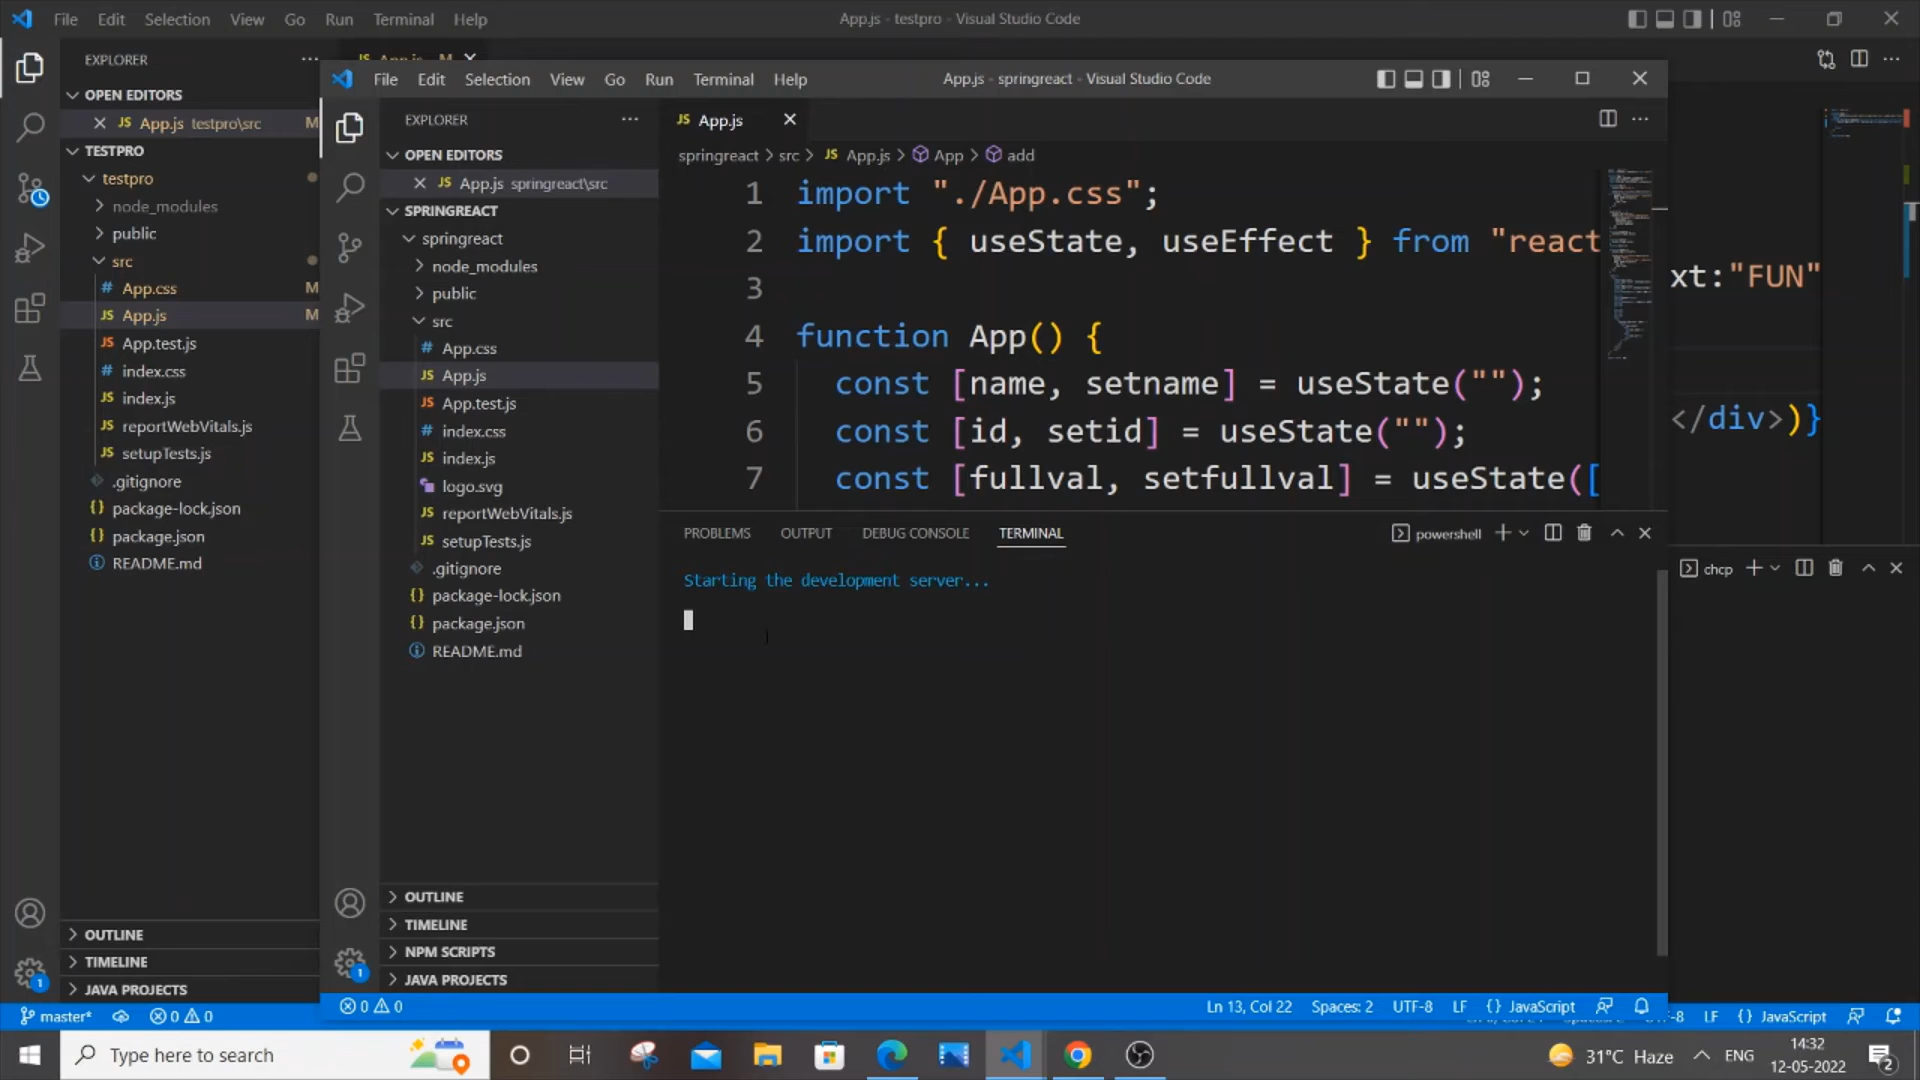 File Edit Selection View Go Run Terminal Help
App.js - testpro - Visual Studio Code
EXPLORER
OPEN EDITORS
App.js testpro\src M
TESTPRO
testpro
node_modules
public
src
App.css M
App.js M
App.test.js
index.css
index.js
reportWebVitals.js
setupTests.js
.gitignore
package-lock.json
package.json
README.md
OUTLINE
TIMELINE
JAVA PROJECTS
master*
0 0
File Edit Selection View Go Run Terminal Help
App.js - springreact - Visual Studio Code
EXPLORER
OPEN EDITORS
App.js springreact\src
SPRINGREACT
springreact
node_modules
public
src
App.css
App.js
App.test.js
index.css
index.js
logo.svg
reportWebVitals.js
setupTests.js
.gitignore
package-lock.json
package.json
README.md
OUTLINE
TIMELINE
NPM SCRIPTS
JAVA PROJECTS
App.js
springreact > src > App.js > App > add
1 import "./App.css";
2 import { useState, useEffect } from "react
3
4 function App() {
5 const [name, setname] = useState("");
6 const [id, setid] = useState("");
7 const [fullval, setfullval] = useState([
PROBLEMS OUTPUT DEBUG CONSOLE TERMINAL
powershell
Starting the development server...
0 0
Ln 13, Col 22 Spaces: 2 UTF-8 LF {} JavaScript
xt:"FUN"
</div>)}
chcp
LF {} JavaScript
Type here to search
31°C Haze
ENG
14:32
12-05-2022
2